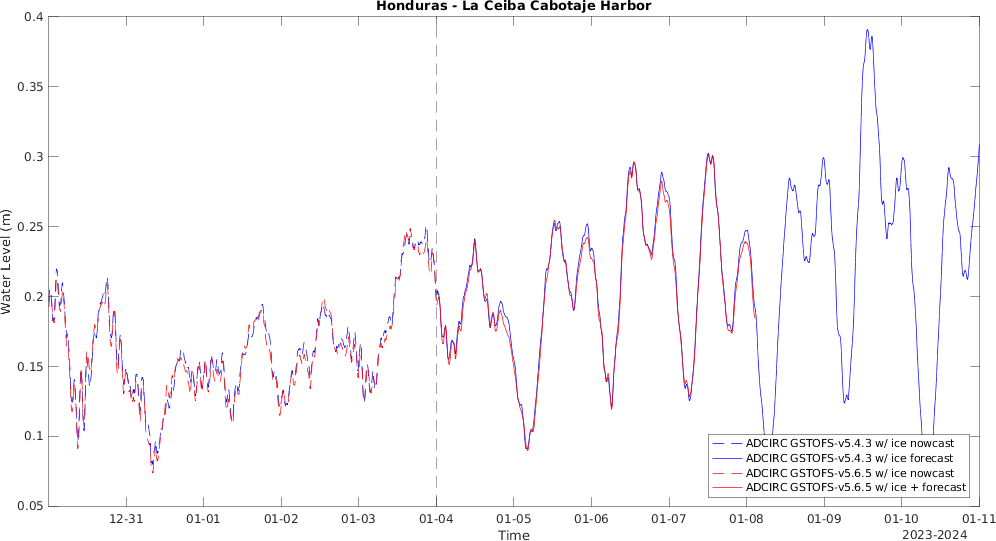 Honduras - La Ceiba Cabotaje Harbor
0.4
0.35
0.3
0.25
0.2
0.15
0.1
0.05
Water Level (m)
12-31 01-01 01-02 01-03 01-04 01-05 01-06 01-07 01-08 01-09 01-10 01-11
Time
2023-2024
ADCIRC GSTOFS-v5.4.3 w/ ice nowcast
ADCIRC GSTOFS-v5.4.3 w/ ice forecast
ADCIRC GSTOFS-v5.6.5 w/ ice nowcast
ADCIRC GSTOFS-v5.6.5 w/ ice + forecast